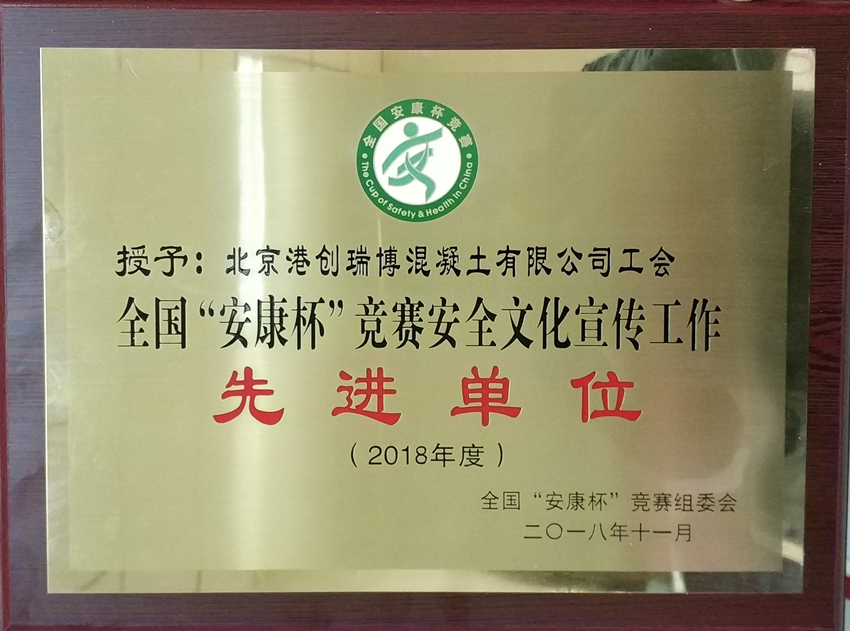 全国安康杯竞赛
The Cup of Safety & Health in China
授予：北京港创瑞博混凝土有限公司工会
全国“安康杯”竞赛安全文化宣传工作
先进单位
（2018年度）
全国“安康杯”竞赛组委会
二〇一八年十一月